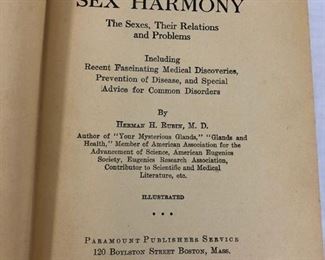 SEX HARMONY
The Sexes, Their Relations
and Problems
Including
Recent Fascinating Medical Discoveries,
Prevention of Disease, and Special
Advice for Common Disorders
By
HERMAN H. RUBIN, M. D.
Author of "Your Mysterious Glands," "Glands and
Health," Member of American Association for the
Advancement of Science, American Eugenics
Society, Eugenics Research Association,
Contributor to Scientific and Medical
Literature, etc.
ILLUSTRATED
PARAMOUNT PUBLISHERS SERVICE
120 BOYLSTON STREET BOSTON, MASS.